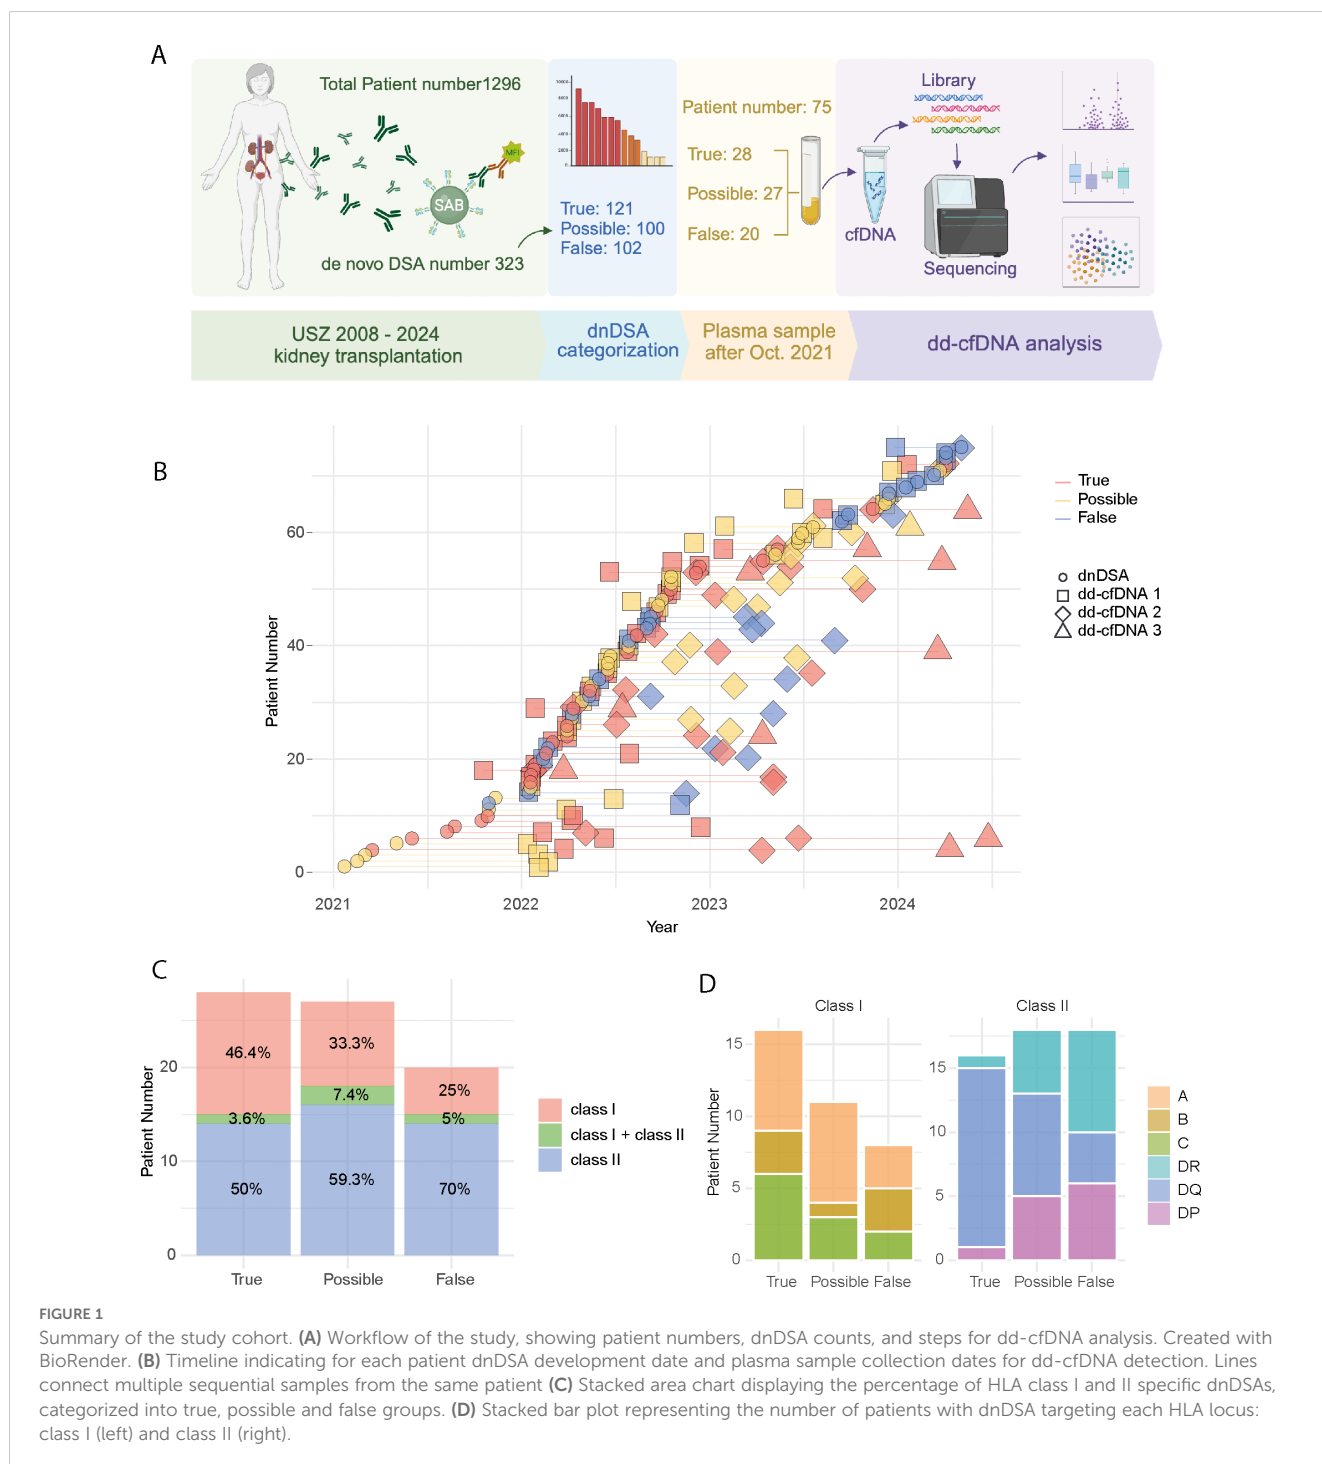 A
Total Patient number1296
MFI
SAB
de novo DSA number 323
True: 121
Possible: 100
False: 102
Patient number: 75
True: 28
Possible: 27
False: 20
Library
cfDNA
Sequencing
USZ 2008 - 2024
kidney transplantation
dnDSA
categorization
Plasma sample
after Oct. 2021
dd-cfDNA analysis
B
Patient Number
60
40
20
0
2021
2022
2023
2024
Year
True
Possible
False
dnDSA
dd-cfDNA 1
dd-cfDNA 2
dd-cfDNA 3
C
Patient Number
20
10
0
46.4%
3.6%
50%
33.3%
7.4%
59.3%
25%
5%
70%
True
Possible
False
class I
class I + class II
class II
D
Class I
Class II
Patient Number
15
10
5
0
True
Possible
False
15
10
5
0
True
Possible
False
A
B
C
DR
DQ
DP
FIGURE 1
Summary of the study cohort. (A) Workflow of the study, showing patient numbers, dnDSA counts, and steps for dd-cfDNA analysis. Created with
BioRender. (B) Timeline indicating for each patient dnDSA development date and plasma sample collection dates for dd-cfDNA detection. Lines
connect multiple sequential samples from the same patient (C) Stacked area chart displaying the percentage of HLA class I and II specific dnDSAs,
categorized into true, possible and false groups. (D) Stacked bar plot representing the number of patients with dnDSA targeting each HLA locus:
class I (left) and class II (right).